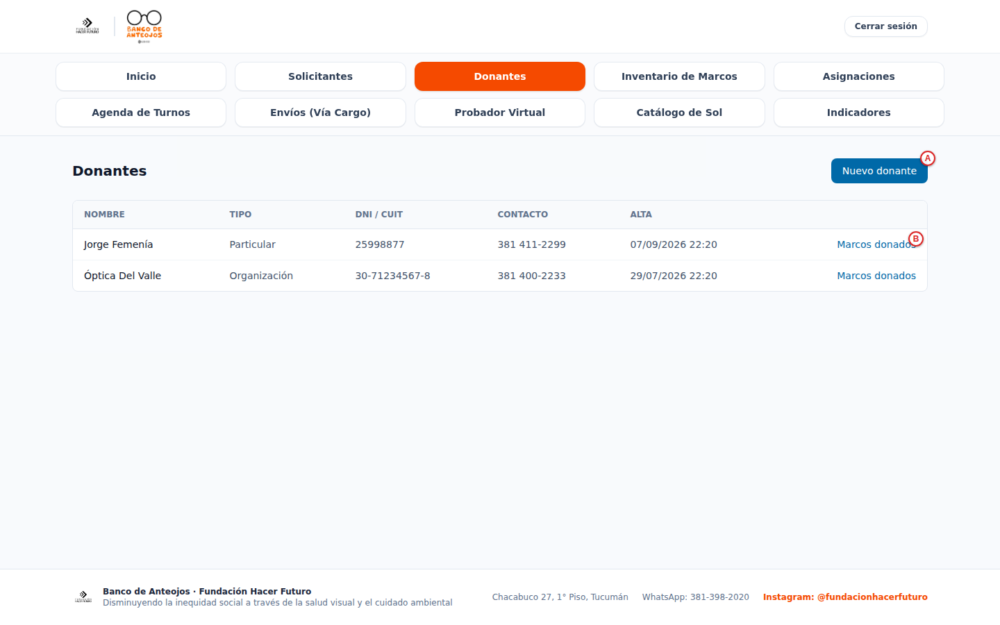 FUNDACIÓN
HACER FUTURO
BANCO DE
ANTEOJOS
Cerrar sesión
Inicio
Solicitantes
Donantes
Inventario de Marcos
Asignaciones
Agenda de Turnos
Envíos (Vía Cargo)
Probador Virtual
Catálogo de Sol
Indicadores
Donantes
Nuevo donante
A
NOMBRE TIPO DNI / CUIT CONTACTO ALTA
Jorge Femenía Particular 25998877 381 411-2299 07/09/2026 22:20 Marcos donados
B
Óptica Del Valle Organización 30-71234567-8 381 400-2233 29/07/2026 22:20 Marcos donados
Banco de Anteojos · Fundación Hacer Futuro
Disminuyendo la inequidad social a través de la salud visual y el cuidado ambiental
Chacabuco 27, 1° Piso, Tucumán WhatsApp: 381-398-2020 Instagram: @fundacionhacerfuturo